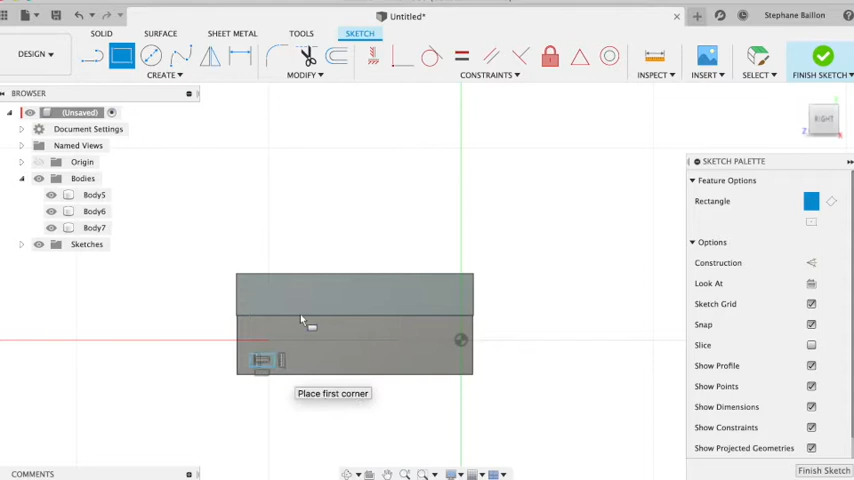 Untitled*
Stephane Baillon
DESIGN
SOLID SURFACE SHEET METAL TOOLS SKETCH
CREATE MODIFY CONSTRAINTS INSPECT INSERT SELECT FINISH SKETCH
BROWSER
(Unsaved)
Document Settings
Named Views
Origin
Bodies
Body5
Body6
Body7
Sketches
RIGHT
Z
SKETCH PALETTE
Feature Options
Rectangle
Options
Construction
Look At
Sketch Grid
Snap
Slice
Show Profile
Show Points
Show Dimensions
Show Constraints
Show Projected Geometries
Finish Sketch
Place first corner
COMMENTS